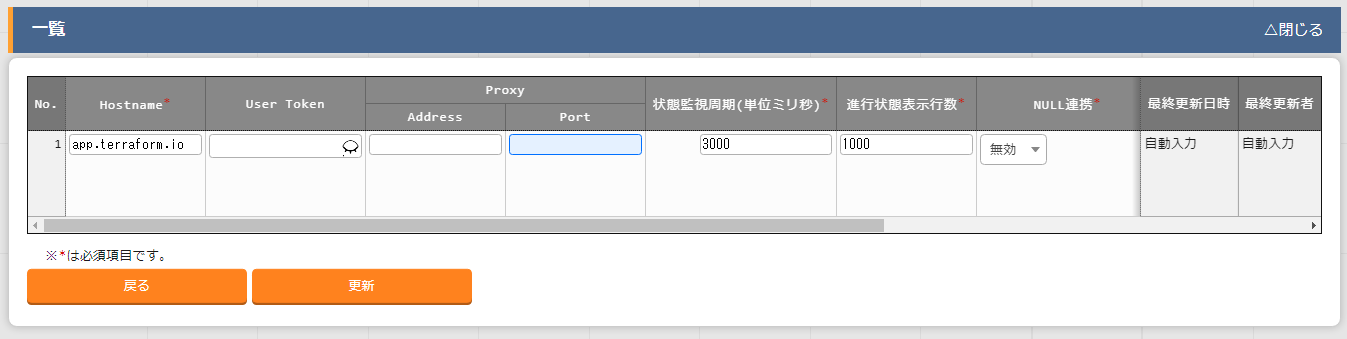 一覧
△閉じる
No. Hostname* User Token Proxy 状態監視周期(単位ミリ秒)* 進行状態表示行数* NULL連携* 最終更新日時 最終更新者
Address Port
1 app.terraform.io 3000 1000 無効 自動入力 自動入力
※*は必須項目です。
戻る 更新